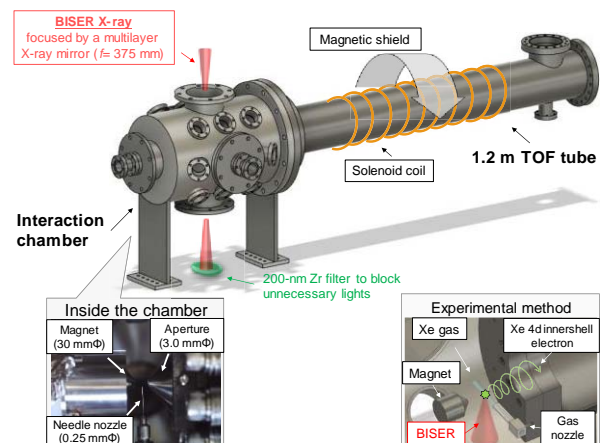 BISER X-ray
focused by a multilayer
X-ray mirror (f= 375 mm)
Magnetic shield
Solenoid coil
1.2 m TOF tube
Interaction
chamber
200-nm Zr filter to block
unnecessary lights
Inside the chamber
Magnet
(30 mmΦ)
Aperture
(3.0 mmΦ)
Needle nozzle
(0.25 mmΦ)
Experimental method
Xe gas
Xe 4d innershell
electron
Magnet
BISER
Gas
nozzle